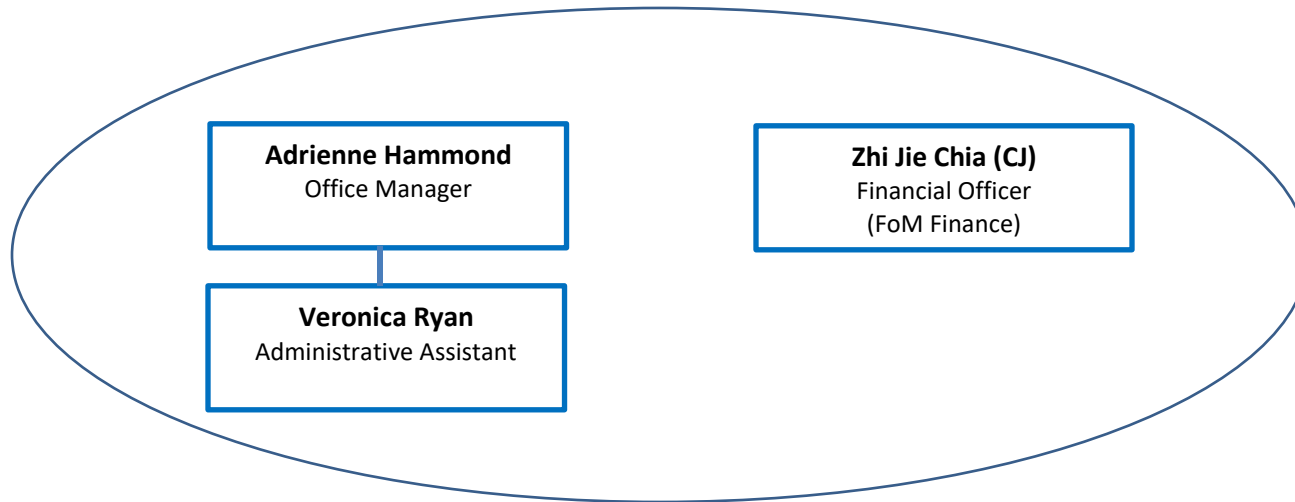 Adrienne Hammond
Office Manager
Zhi Jie Chia (CJ)
Financial Officer
(FoM Finance)
Veronica Ryan
Administrative Assistant